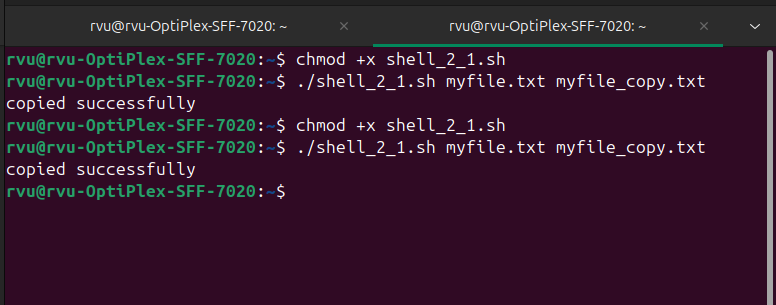 rvu@rvu-OptiPlex-SFF-7020: ~
rvu@rvu-OptiPlex-SFF-7020: ~
rvu@rvu-OptiPlex-SFF-7020:~$ chmod +x shell_2_1.sh
rvu@rvu-OptiPlex-SFF-7020:~$ ./shell_2_1.sh myfile.txt myfile_copy.txt
copied successfully
rvu@rvu-OptiPlex-SFF-7020:~$ chmod +x shell_2_1.sh
rvu@rvu-OptiPlex-SFF-7020:~$ ./shell_2_1.sh myfile.txt myfile_copy.txt
copied successfully
rvu@rvu-OptiPlex-SFF-7020:~$